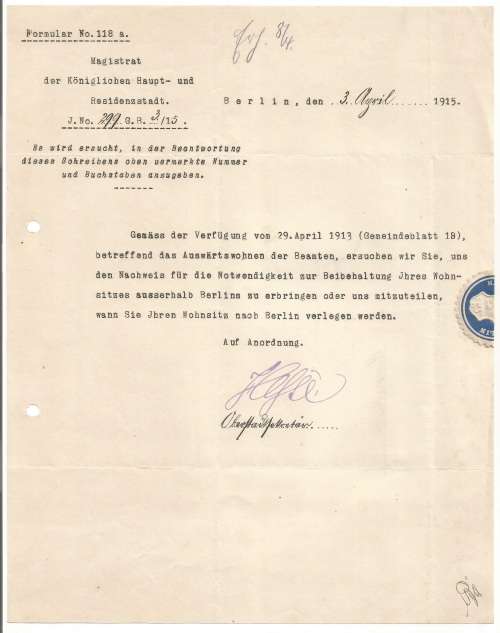 Formular No. 118 a.
Erh. 8/4.
Magistrat
der Königlichen Haupt- und
Residenzstadt.
J.No. 299. G.B. 3/15.
Berlin, den 3. April 1915.
Es wird ersucht, in der Beantwortung
dieses Schreibens oben vermerkte Nummer
und Buchstaben anzugeben.
Gemäss der Verfügung vom 29.April 1913 (Gemeindeblatt 18),
betreffend das Auswärtswohnen der Beamten, ersuchen wir Sie, uns
den Nachweis für die Notwendigkeit zur Beibehaltung Jhres Wohn-
sitzes ausserhalb Berlins zu erbringen oder uns mitzuteilen,
wann Sie Jhren Wohnsitz nach Berlin verlegen werden.
Auf Anordnung.
Oberstadtsekretär